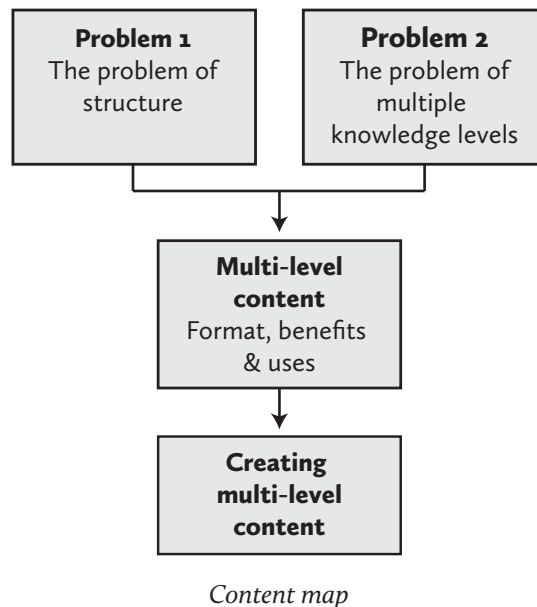 Problem 1
The problem of
structure
Problem 2
The problem of
multiple
knowledge levels
Multi-level
content
Format, benefits
& uses
Creating
multi-level
content
Content map